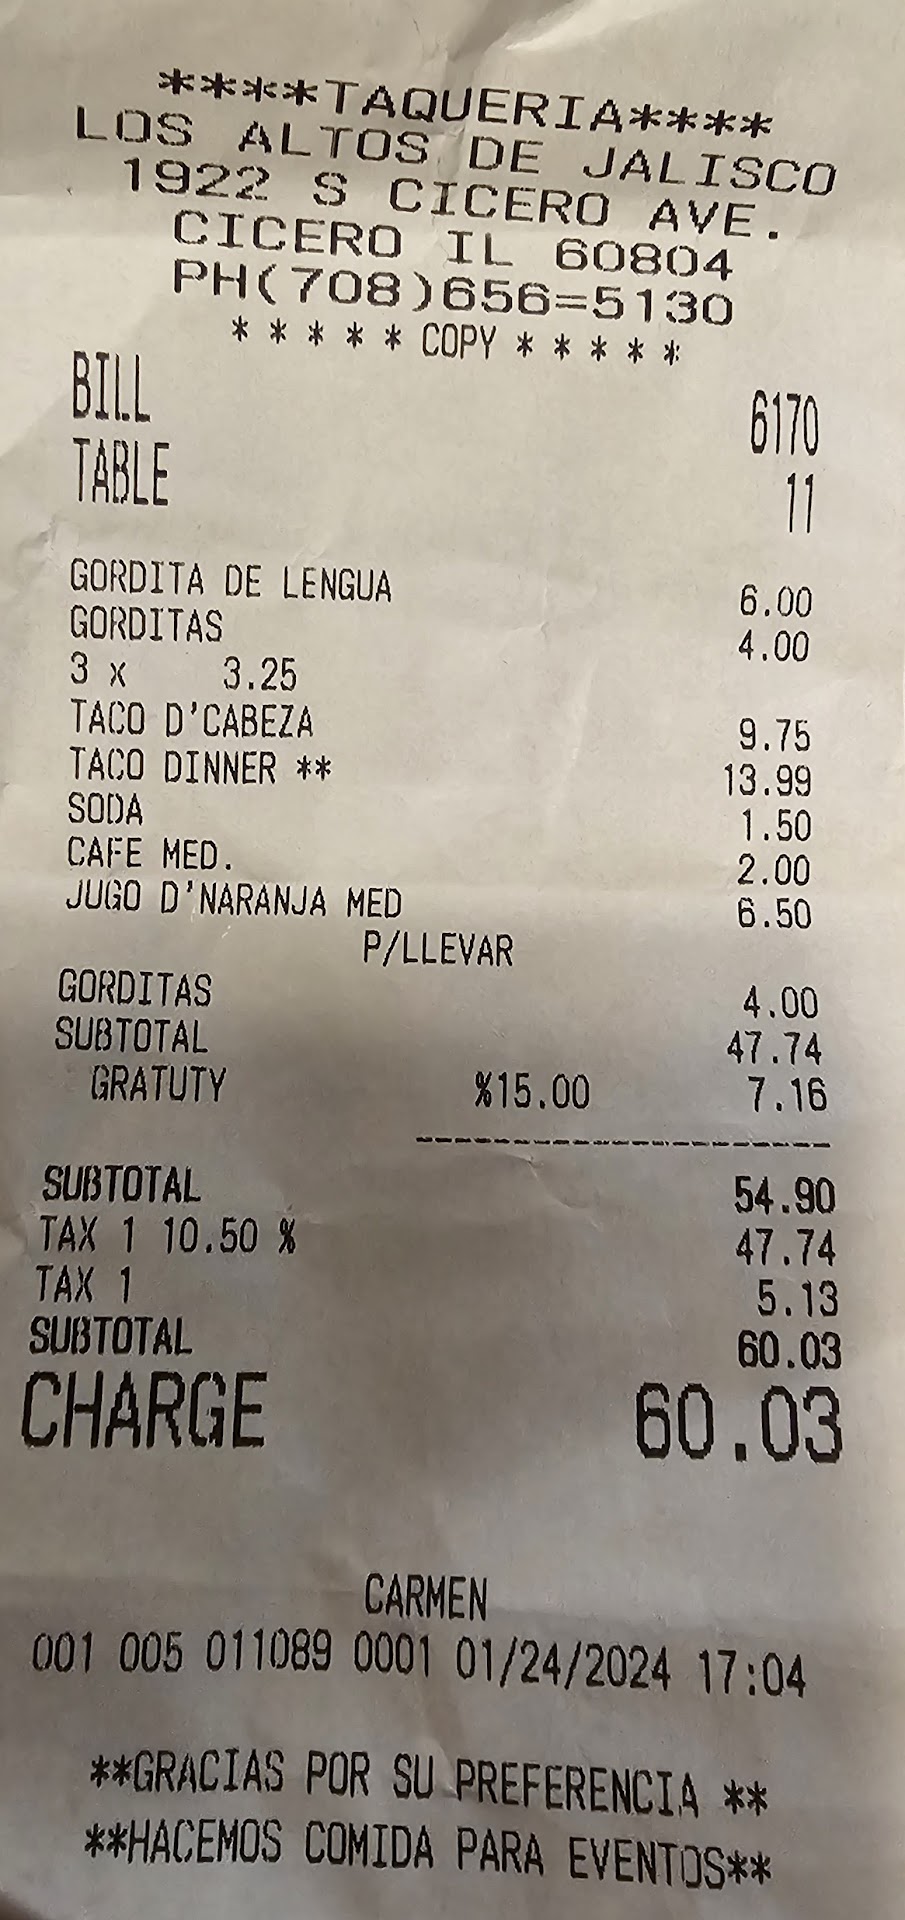 ****TAQUERIA****
LOS ALTOS DE JALISCO
1922 S CICERO AVE.
CICERO IL 60804
PH(708)656=5130
* * * * * COPY * * * * *
BILL 6170
TABLE 11
GORDITA DE LENGUA 6.00
GORDITAS 4.00
3 x 3.25
TACO D'CABEZA 9.75
TACO DINNER ** 13.99
SODA 1.50
CAFE MED. 2.00
JUGO D'NARANJA MED 6.50
P/LLEVAR
GORDITAS 4.00
SUBTOTAL 47.74
GRATUTY %15.00 7.16
SUBTOTAL 54.90
TAX 1 10.50 % 47.74
TAX 1 5.13
SUBTOTAL 60.03
CHARGE 60.03
CARMEN
001 005 011089 0001 01/24/2024 17:04
**GRACIAS POR SU PREFERENCIA **
**HACEMOS COMIDA PARA EVENTOS**